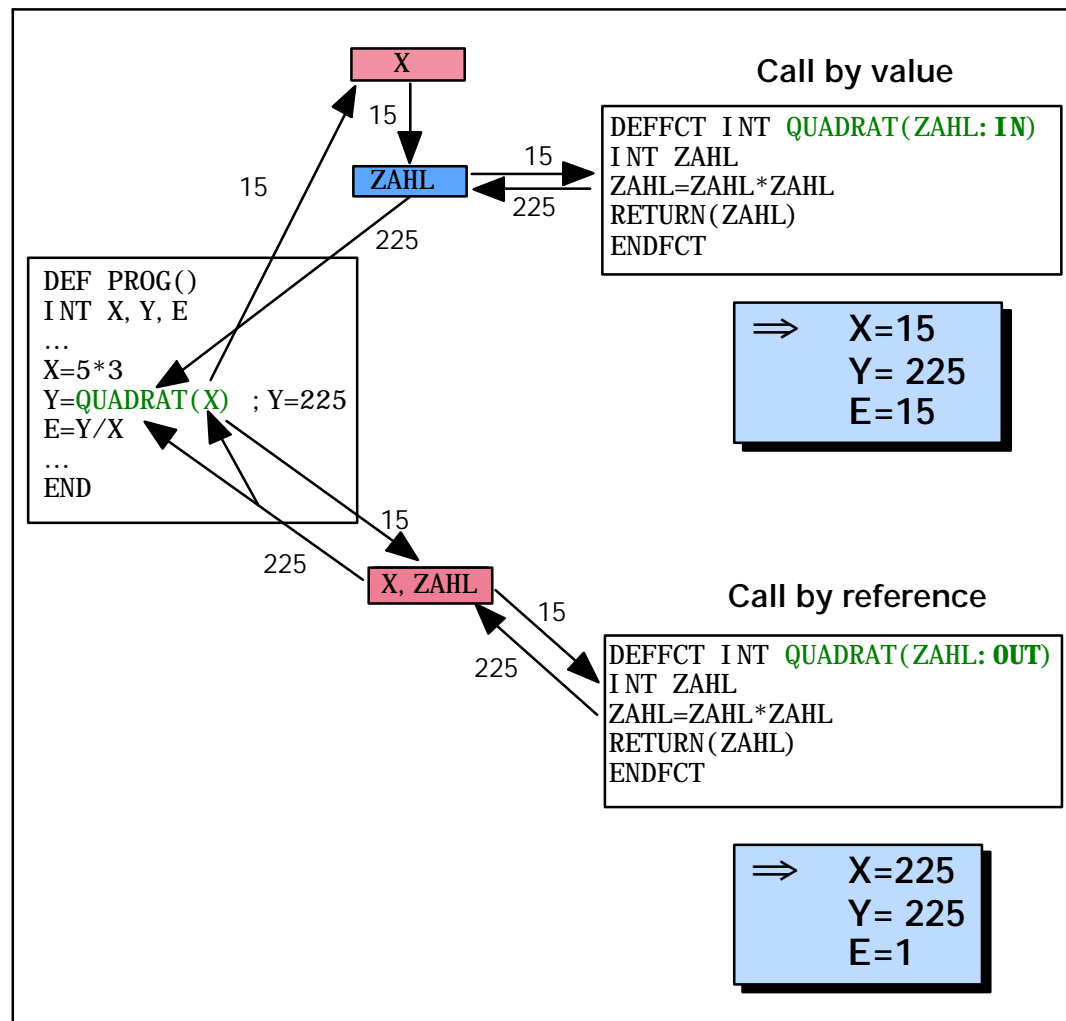 X
Call by value
15
DEFFCT INT QUADRAT(ZAHL:IN)
INT ZAHL
ZAHL=ZAHL*ZAHL
RETURN(ZAHL)
ENDFCT
15
ZAHL
225
15
225
DEF PROG()
INT X,Y,E
...
X=5*3
Y=QUADRAT(X) ;Y=225
E=Y/X
...
END
⇒ X=15
Y= 225
E=15
15
225
X,ZAHL
Call by reference
15
225
DEFFCT INT QUADRAT(ZAHL:OUT)
INT ZAHL
ZAHL=ZAHL*ZAHL
RETURN(ZAHL)
ENDFCT
⇒ X=225
Y= 225
E=1